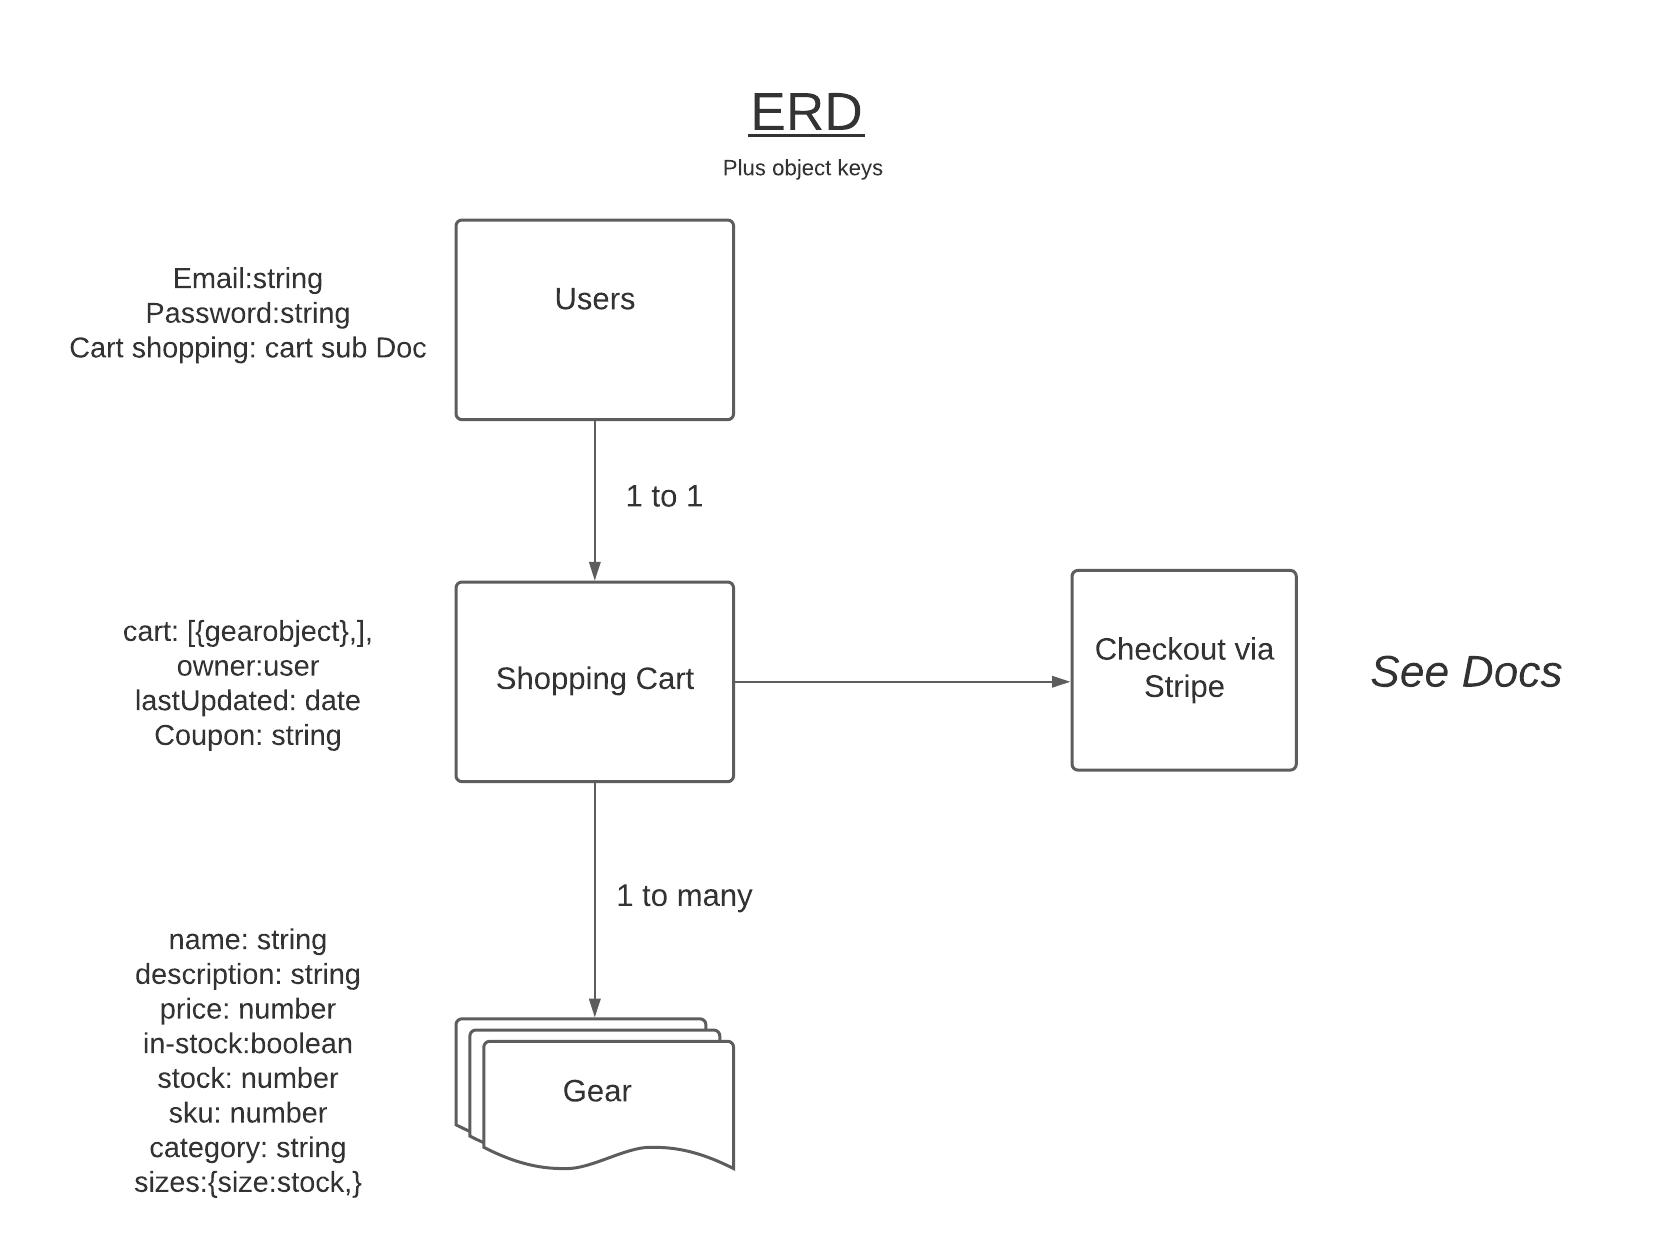 ERD
Plus object keys
Users
Email:string
Password:string
Cart shopping: cart sub Doc
1 to 1
cart: [{gearobject},],
owner:user
lastUpdated: date
Coupon: string
Shopping Cart
Checkout via
Stripe
See Docs
1 to many
name: string
description: string
price: number
in-stock:boolean
stock: number
sku: number
category: string
sizes:{size:stock,}
Gear